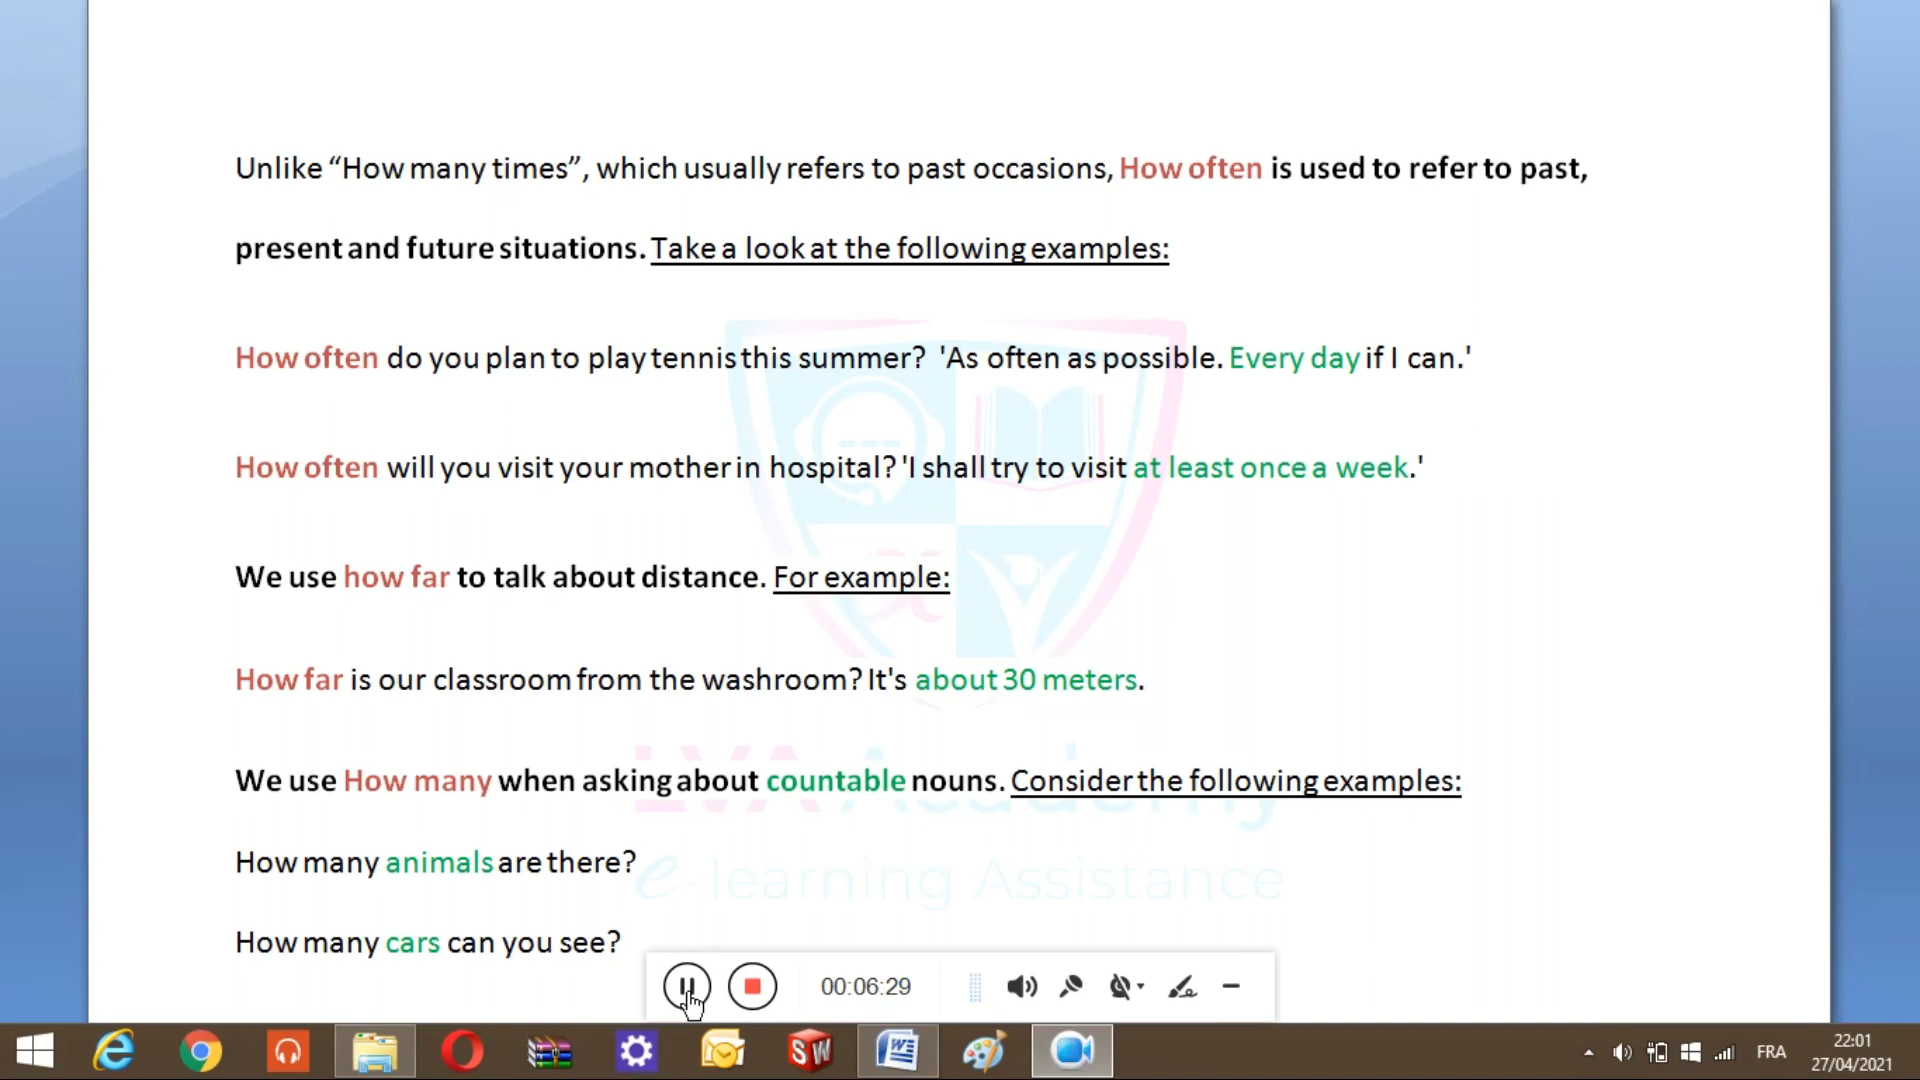 Unlike “How many times”, which usually refers to past occasions, How often is used to refer to past,
present and future situations. Take a look at the following examples:
How often do you plan to play tennis this summer? 'As often as possible. Every day if I can.'
How often will you visit your mother in hospital? 'I shall try to visit at least once a week.'
We use how far to talk about distance. For example:
How far is our classroom from the washroom? It's about 30 meters.
LVA Academy
We use How many when asking about countable nouns. Consider the following examples:
How many animals are there?
e-learning Assistance
How many cars can you see?
00:06:29
SW
W
FRA
22:01
27/04/2021